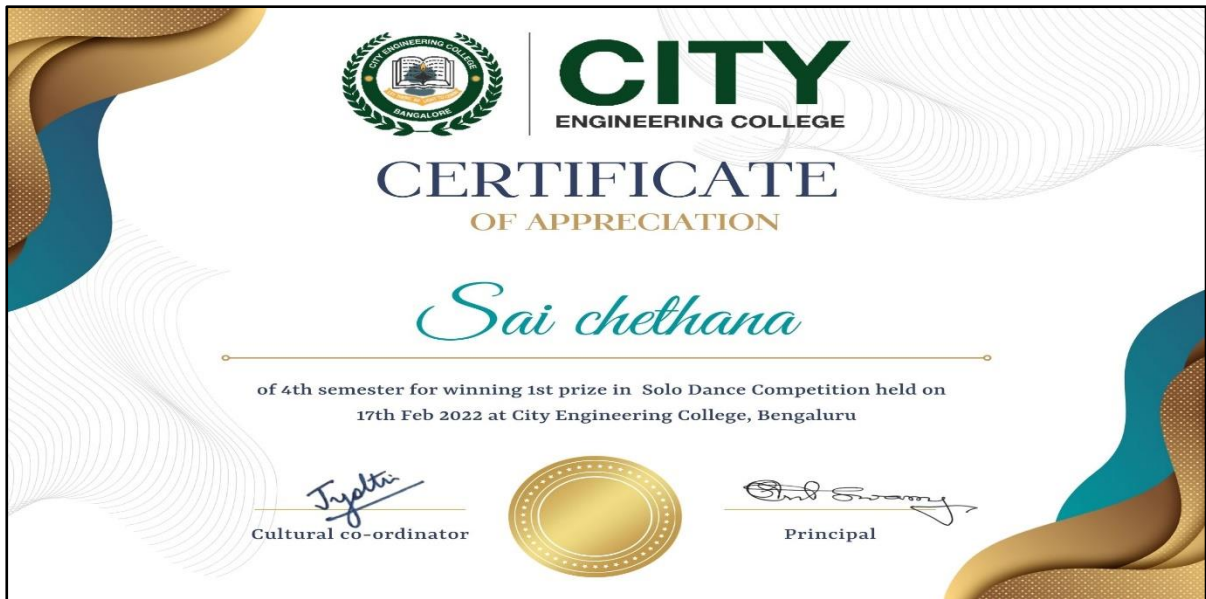 CITY ENGINEERING COLLEGE
BANGALORE
CITY
ENGINEERING COLLEGE
CERTIFICATE
OF APPRECIATION
Sai chethana
of 4th semester for winning 1st prize in Solo Dance Competition held on
17th Feb 2022 at City Engineering College, Bengaluru
Cultural co-ordinator
Principal